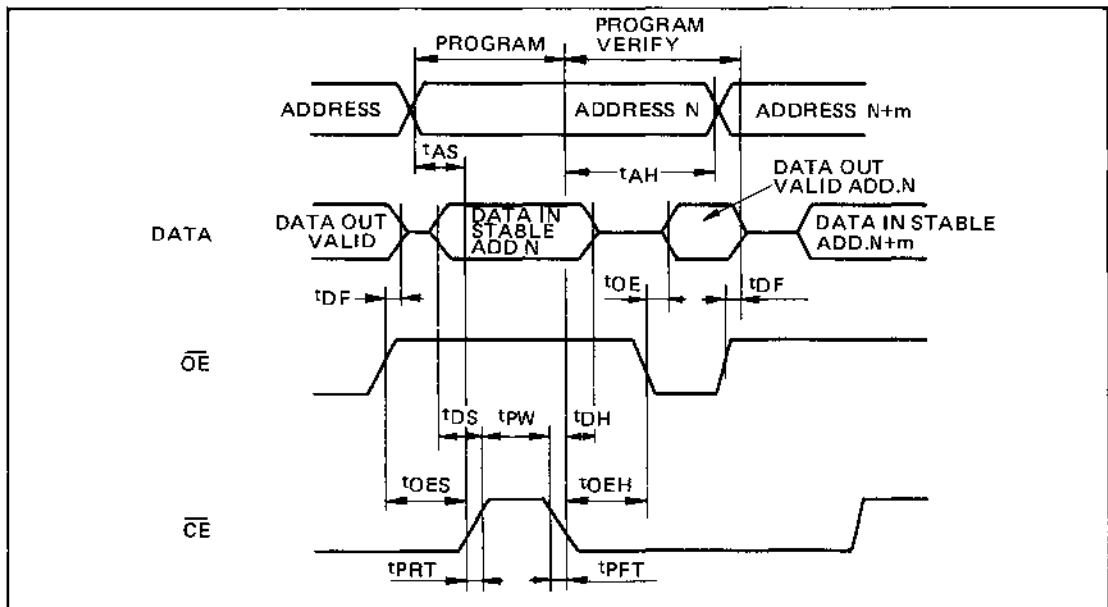 PROGRAM
PROGRAM
VERIFY
ADDRESS
ADDRESS N
ADDRESS N+m
tAS
tAH
DATA OUT
VALID ADD.N
DATA
DATA OUT
VALID
DATA IN
STABLE
ADD.N
DATA IN STABLE
ADD.N+m
tDF
tOE
tDF
OE
tDS
tPW
tDH
tOES
tOEH
CE
tPRT
tPFT